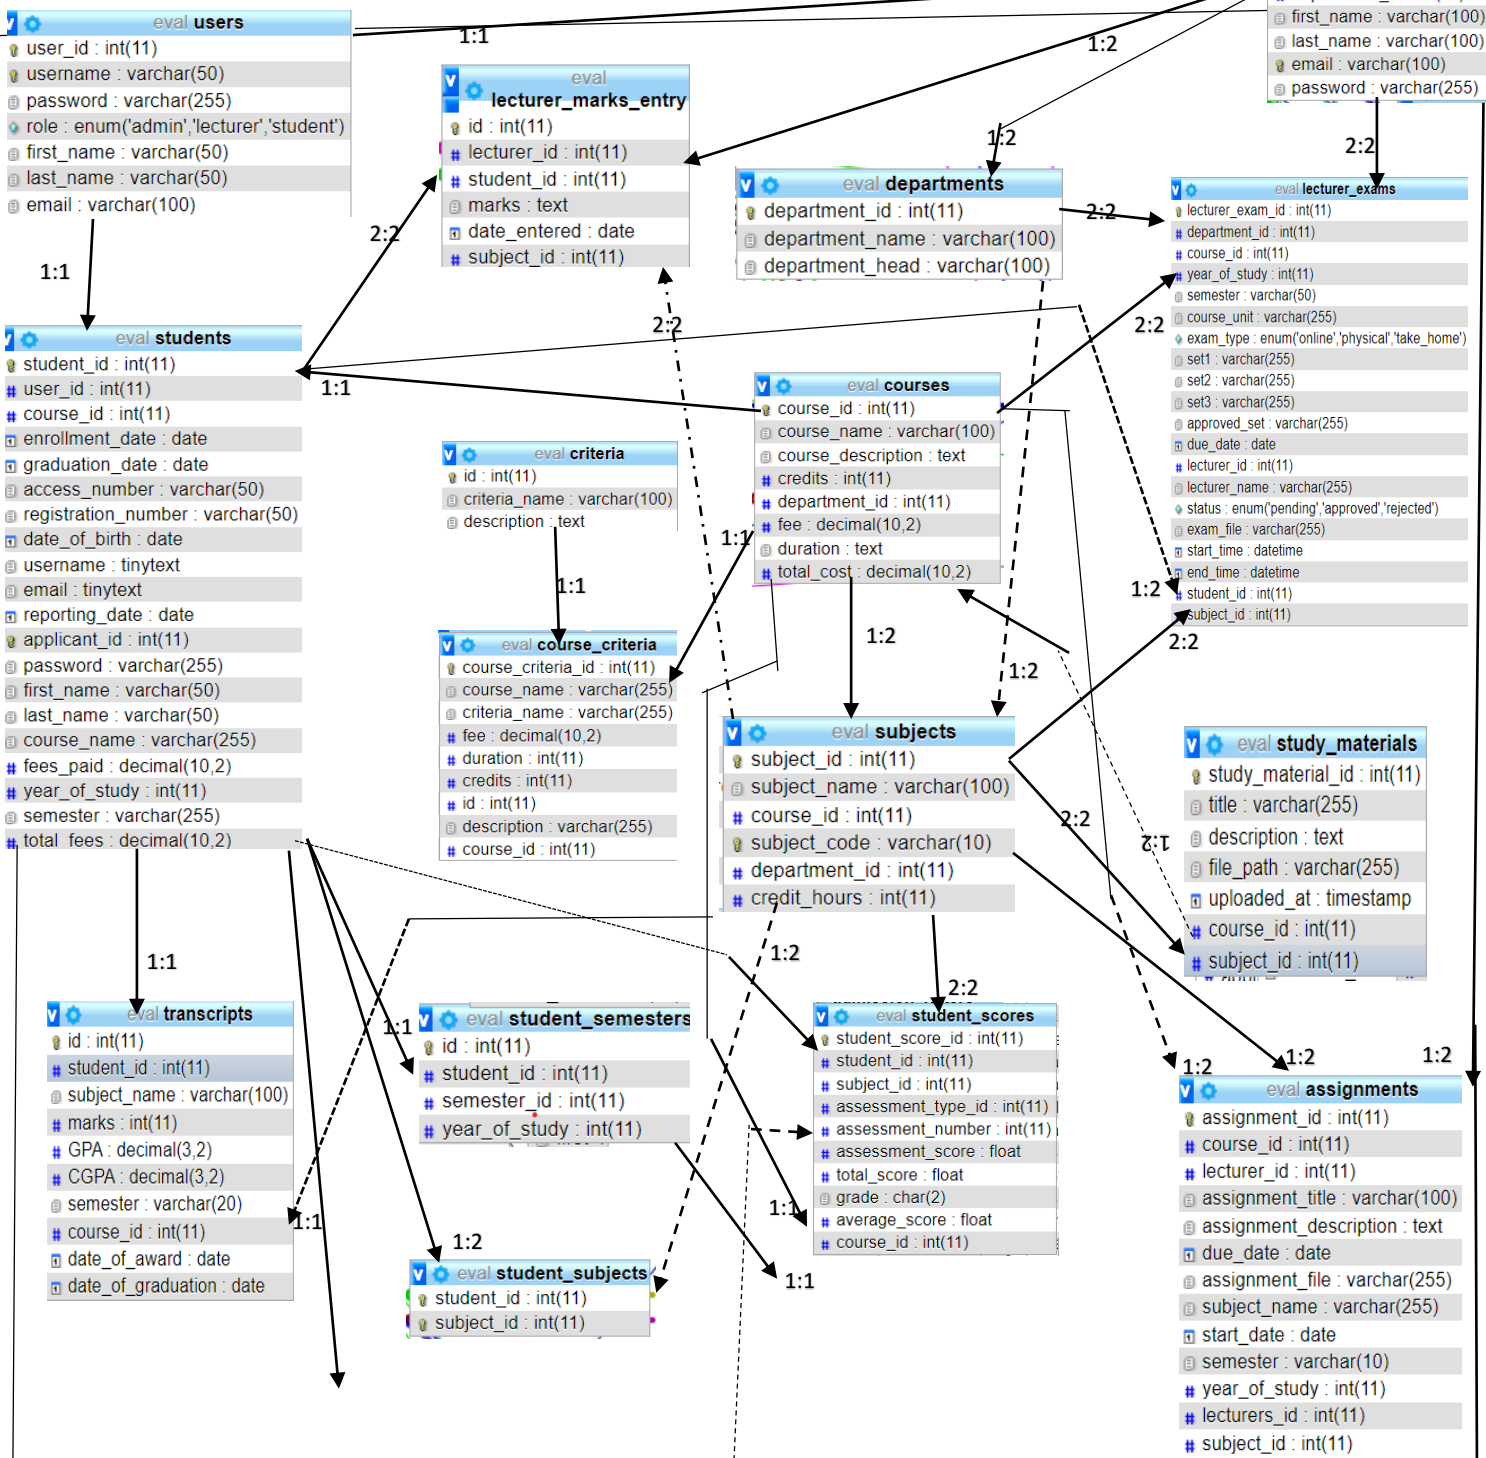 eval users
user_id : int(11)
username : varchar(50)
password : varchar(255)
role : enum('admin','lecturer','student')
first_name : varchar(50)
last_name : varchar(50)
email : varchar(100)
1:1
1:1
eval
lecturer_marks_entry
id : int(11)
lecturer_id : int(11)
student_id : int(11)
marks : text
date_entered : date
subject_id : int(11)
2:2
2:2
1:2
1:2
eval departments
department_id : int(11)
department_name : varchar(100)
department_head : varchar(100)
2:2
first_name : varchar(100)
last_name : varchar(100)
email : varchar(100)
password : varchar(255)
2:2
eval lecturer_exams
lecturer_exam_id : int(11)
department_id : int(11)
course_id : int(11)
year_of_study : int(11)
semester : varchar(50)
course_unit : varchar(255)
exam_type : enum('online','physical','take_home')
set1 : varchar(255)
set2 : varchar(255)
set3 : varchar(255)
approved_set : varchar(255)
due_date : date
lecturer_id : int(11)
lecturer_name : varchar(255)
status : enum('pending','approved','rejected')
exam_file : varchar(255)
start_time : datetime
end_time : datetime
student_id : int(11)
subject_id : int(11)
2:2
1:2
2:2
eval students
student_id : int(11)
user_id : int(11)
course_id : int(11)
enrollment_date : date
graduation_date : date
access_number : varchar(50)
registration_number : varchar(50)
date_of_birth : date
username : tinytext
email : tinytext
reporting_date : date
applicant_id : int(11)
password : varchar(255)
first_name : varchar(50)
last_name : varchar(50)
course_name : varchar(255)
fees_paid : decimal(10,2)
year_of_study : int(11)
semester : varchar(255)
total_fees : decimal(10,2)
1:1
eval criteria
id : int(11)
criteria_name : varchar(100)
description : text
1:1
eval courses
course_id : int(11)
course_name : varchar(100)
course_description : text
credits : int(11)
department_id : int(11)
fee : decimal(10,2)
duration : text
total_cost : decimal(10,2)
1:1
1:2
1:2
eval course_criteria
course_criteria_id : int(11)
course_name : varchar(255)
criteria_name : varchar(255)
fee : decimal(10,2)
duration : int(11)
credits : int(11)
id : int(11)
description : varchar(255)
course_id : int(11)
eval subjects
subject_id : int(11)
subject_name : varchar(100)
course_id : int(11)
subject_code : varchar(10)
department_id : int(11)
credit_hours : int(11)
2:2
1:2
eval study_materials
study_material_id : int(11)
title : varchar(255)
description : text
file_path : varchar(255)
uploaded_at : timestamp
course_id : int(11)
subject_id : int(11)
1:1
1:2
2:2
eval transcripts
id : int(11)
student_id : int(11)
subject_name : varchar(100)
marks : int(11)
GPA : decimal(3,2)
CGPA : decimal(3,2)
semester : varchar(20)
course_id : int(11)
date_of_award : date
date_of_graduation : date
1:1
1:1
eval student_semesters
id : int(11)
student_id : int(11)
semester_id : int(11)
year_of_study : int(11)
1:2
eval student_subjects
student_id : int(11)
subject_id : int(11)
1:1
1:1
eval student_scores
student_score_id : int(11)
student_id : int(11)
subject_id : int(11)
assessment_type_id : int(11)
assessment_number : int(11)
assessment_score : float
total_score : float
grade : char(2)
average_score : float
course_id : int(11)
1:2
1:2
1:2
eval assignments
assignment_id : int(11)
course_id : int(11)
lecturer_id : int(11)
assignment_title : varchar(100)
assignment_description : text
due_date : date
assignment_file : varchar(255)
subject_name : varchar(255)
start_date : date
semester : varchar(10)
year_of_study : int(11)
lecturers_id : int(11)
subject_id : int(11)